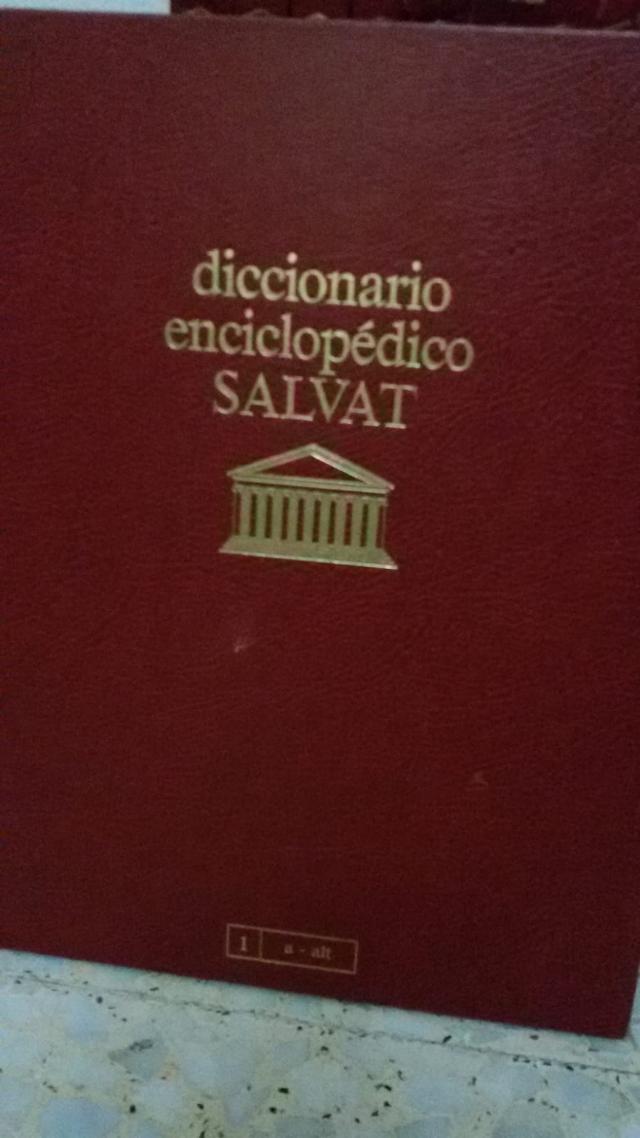 diccionario
enciclopédico
SALVAT
1 a - alt